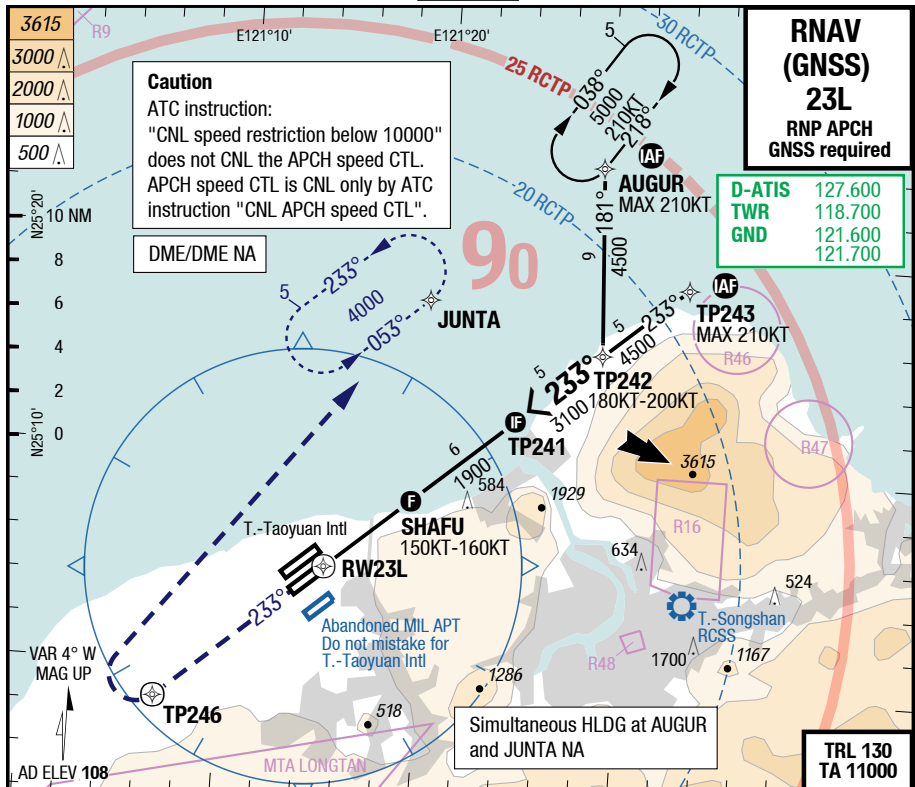 3615
3000
2000
1000
500
R9
E121°10'
E121°20'
5
30 RCTP
25 RCTP
20 RCTP
RNAV
(GNSS)
23L
RNP APCH
GNSS required
Caution
ATC instruction:
"CNL speed restriction below 10000"
does not CNL the APCH speed CTL.
APCH speed CTL is CNL only by ATC
instruction "CNL APCH speed CTL".
DME/DME NA
038°
5000
210KT
218°
IAF
AUGUR
MAX 210KT
D-ATIS 127.600
TWR 118.700
GND 121.600
121.700
N25°20'
10 NM
8
6
4
2
0
N25°10'
90
181°
9
4500
5
233°
4000
053°
JUNTA
IAF
TP243
MAX 210KT
R46
5
233°
4500
TP242
180KT-200KT
5
233°
3100
IF
TP241
R47
3615
6
1900
584
1929
F
SHAFU
150KT-160KT
R16
T.-Taoyuan Intl
RW23L
634
524
233°
Abandoned MIL APT
Do not mistake for
T.-Taoyuan Intl
T.-Songshan
RCSS
R48
1700
1167
VAR 4° W
MAG UP
TP246
1286
518
Simultaneous HLDG at AUGUR
and JUNTA NA
MTA LONGTAN
AD ELEV 108
TRL 130
TA 11000